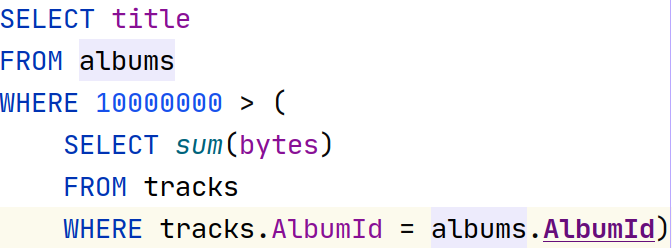 SELECT title
FROM albums
WHERE 10000000 > (
SELECT sum(bytes)
FROM tracks
WHERE tracks.AlbumId = albums.AlbumId)